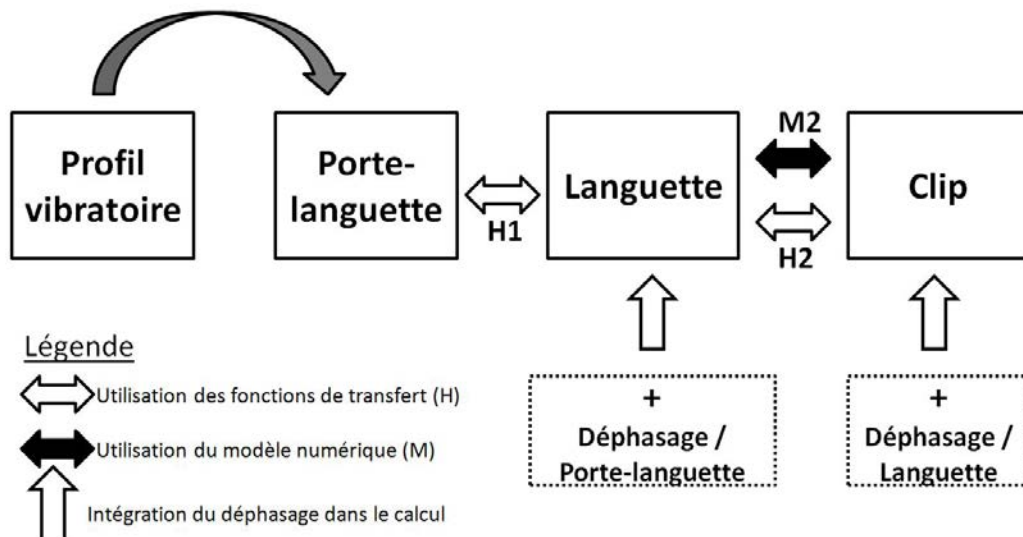 Profil
vibratoire
Porte-
languette
H1
Languette
M2
H2
Clip
+
Déphasage /
Porte-languette
+
Déphasage /
Languette
Légende
Utilisation des fonctions de transfert (H)
Utilisation du modèle numérique (M)
Intégration du déphasage dans le calcul